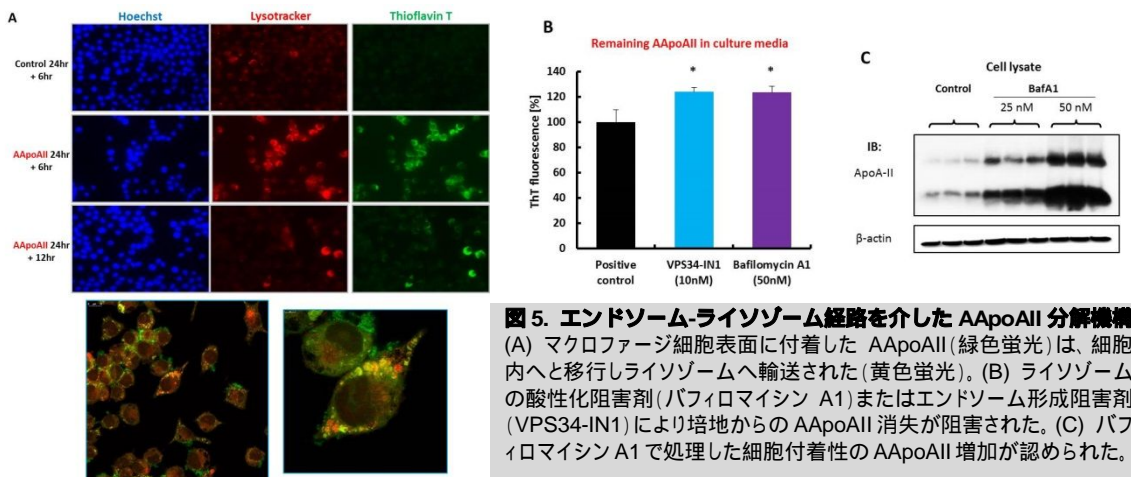 A
Hoechst
Lysotracker
Thioflavin T
Control 24hr
+ 6hr
AApoAII 24hr
+ 6hr
AApoAII 24hr
+ 12hr
B
Remaining AApoAII in culture media
ThT fluorescence [%]
140
120
100
80
60
40
20
0
*
*
Positive
control
VPS34-IN1
(10nM)
Bafilomycin A1
(50nM)
C
Cell lysate
Control
BafA1
25 nM
50 nM
IB:
ApoA-II
β-actin
図 5. エンドソーム-ライソゾーム経路を介した AApoAII 分解機構
(A) マクロファージ細胞表面に付着した AApoAII(緑色蛍光)は、細胞
内へと移行しライソゾームへ輸送された(黄色蛍光)。(B) ライソゾーム
の酸性化阻害剤(バフィロマイシン A1)またはエンドソーム形成阻害剤
(VPS34-IN1)により培地からの AApoAII 消失が阻害された。(C) バフ
ィロマイシン A1 で処理した細胞付着性の AApoAII 増加が認められた。